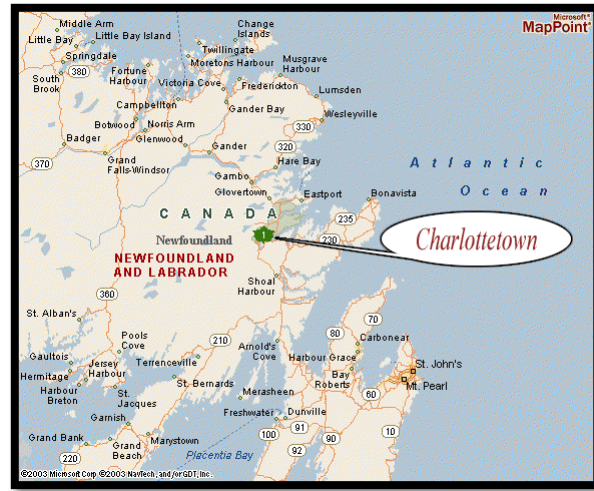 Microsoft®
MapPoint®
Middle Arm
Little Bay
Little Bay Island
Springdale
380
South
Brook
Change
Islands
Twillingate
Moretons Harbour
Musgrave
Harbour
Fortune
Harbour
Victoria Cove
Fredrickton
Lumsden
Campbellton
Gander Bay
Wesleyville
Botwood
Norris Arm
330
Badger
Glenwood
Gander
320
370
Grand
Falls-Windsor
Hare Bay
Gambo
Glovertown
Eastport
Bonavista
Atlantic
Ocean
CANADA
235
Newfoundland
1
230
Charlottetown
NEWFOUNDLAND
AND LABRADOR
Shoal
Harbour
360
St. Alban's
70
80
Carbonear
Pools
Cove
210
Arnold's
Cove
Harbour Grace
Gaultois
Jersey
Harbour
Terrenceville
St. John's
Hermitage
Bay
Roberts
Mt. Pearl
Harbour
Breton
St.
Jacques
St. Bernards
Merasheen
60
Garnish
Freshwater
Dunville
91
100
90
10
Grand Bank
Grand
Beach
Marystown
92
220
Placentia Bay
©2003 Microsoft Corp ©2003 NavTech, and/or GDT, Inc.